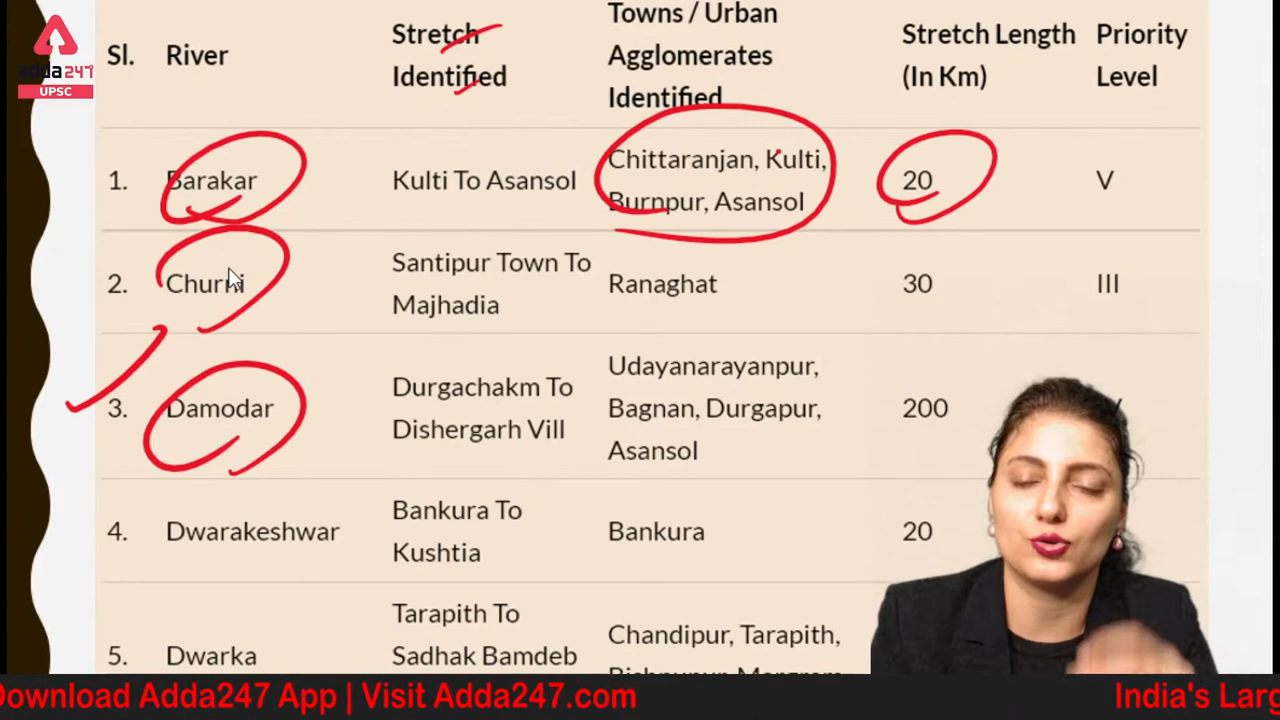 adda247
UPSC
Sl. River Stretch Identified Towns / Urban Agglomerates Identified Stretch Length (In Km) Priority Level
1. Barakar Kulti To Asansol Chittaranjan, Kulti, Burnpur, Asansol 20 V
2. Churni Santipur Town To Majhadia Ranaghat 30 III
3. Damodar Durgachakm To Dishergarh Vill Udayanarayanpur, Bagnan, Durgapur, Asansol 200
4. Dwarakeshwar Bankura To Kushtia Bankura 20
5. Dwarka Tarapith To Sadhak Bamdeb Chandipur, Tarapith,
Download Adda247 App | Visit Adda247.com
India's